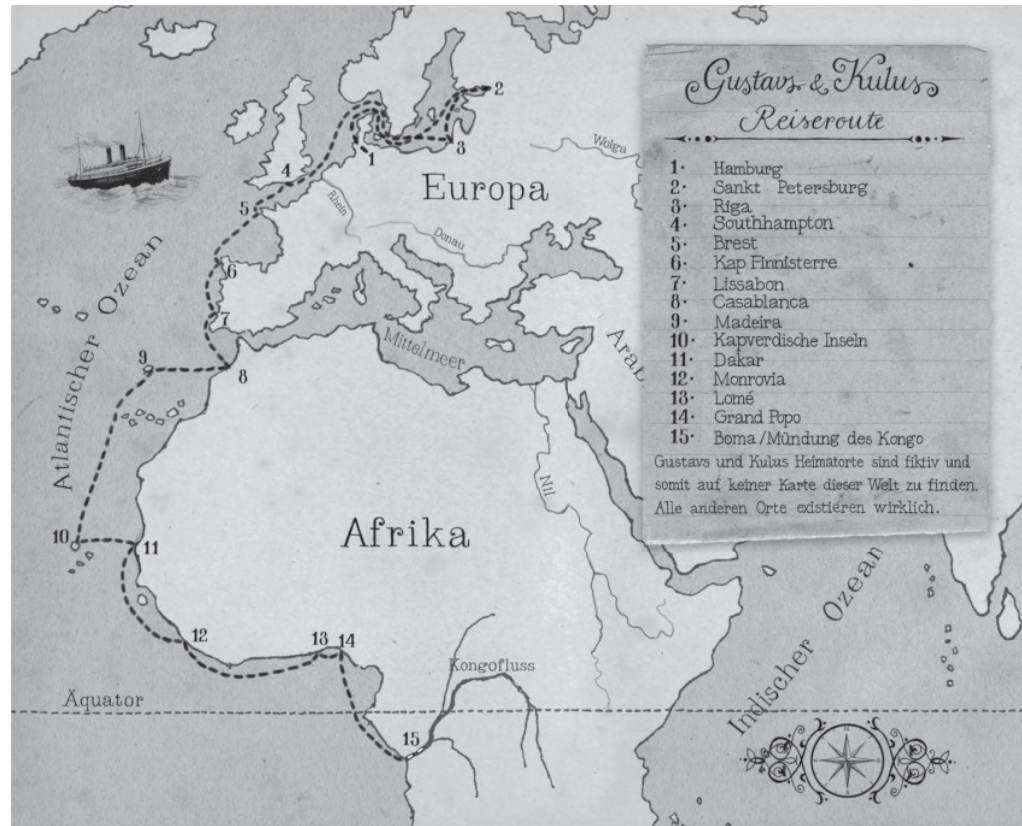 Gustavs & Kulus
Reiseroute
1· Hamburg
2· Sankt Petersburg
3· Riga
4· Southhampton
5· Brest
6· Kap Finnisterre
7· Lissabon
8· Casablanca
9· Madeira
10· Kapverdische Inseln
11· Dakar
12· Monrovia
13· Lomé
14· Grand Popo
15· Boma/Mündung des Kongo
Gustavs und Kulus Heimatorte sind fiktiv und
somit auf keiner Karte dieser Welt zu finden.
Alle anderen Orte existieren wirklich.
2
1
3
Wolga
4
Europa
Rhein
5
Donau
6
7
Mittelmeer
Arab
8
9
Atlantischer Ozean
Nil
Afrika
10
11
12
13
14
Kongofluss
Äquator
15
Indischer Ozean